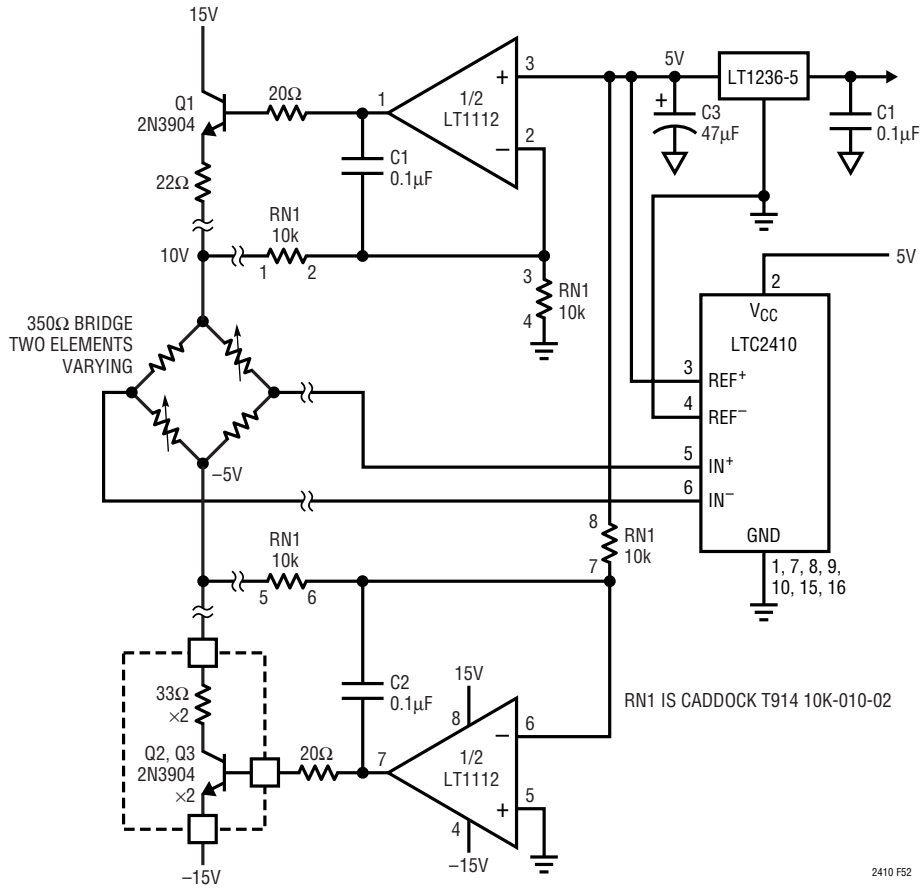 15V
Q1
2N3904
20Ω
1
1/2
LT1112
+
3
–
2
5V
LT1236-5
+
C3
47µF
C1
0.1µF
C1
0.1µF
22Ω
RN1
10k
10V
1
2
3
4
RN1
10k
5V
2
VCC
LTC2410
3
REF+
4
REF–
5
IN+
6
IN–
GND
1, 7, 8, 9,
10, 15, 16
350Ω BRIDGE
TWO ELEMENTS
VARYING
–5V
RN1
10k
5
6
8
7
RN1
10k
33Ω
×2
Q2, Q3
2N3904
×2
20Ω
C2
0.1µF
7
15V
8
1/2
LT1112
–
6
+
5
4
–15V
–15V
RN1 IS CADDOCK T914 10K-010-02
2410 F52